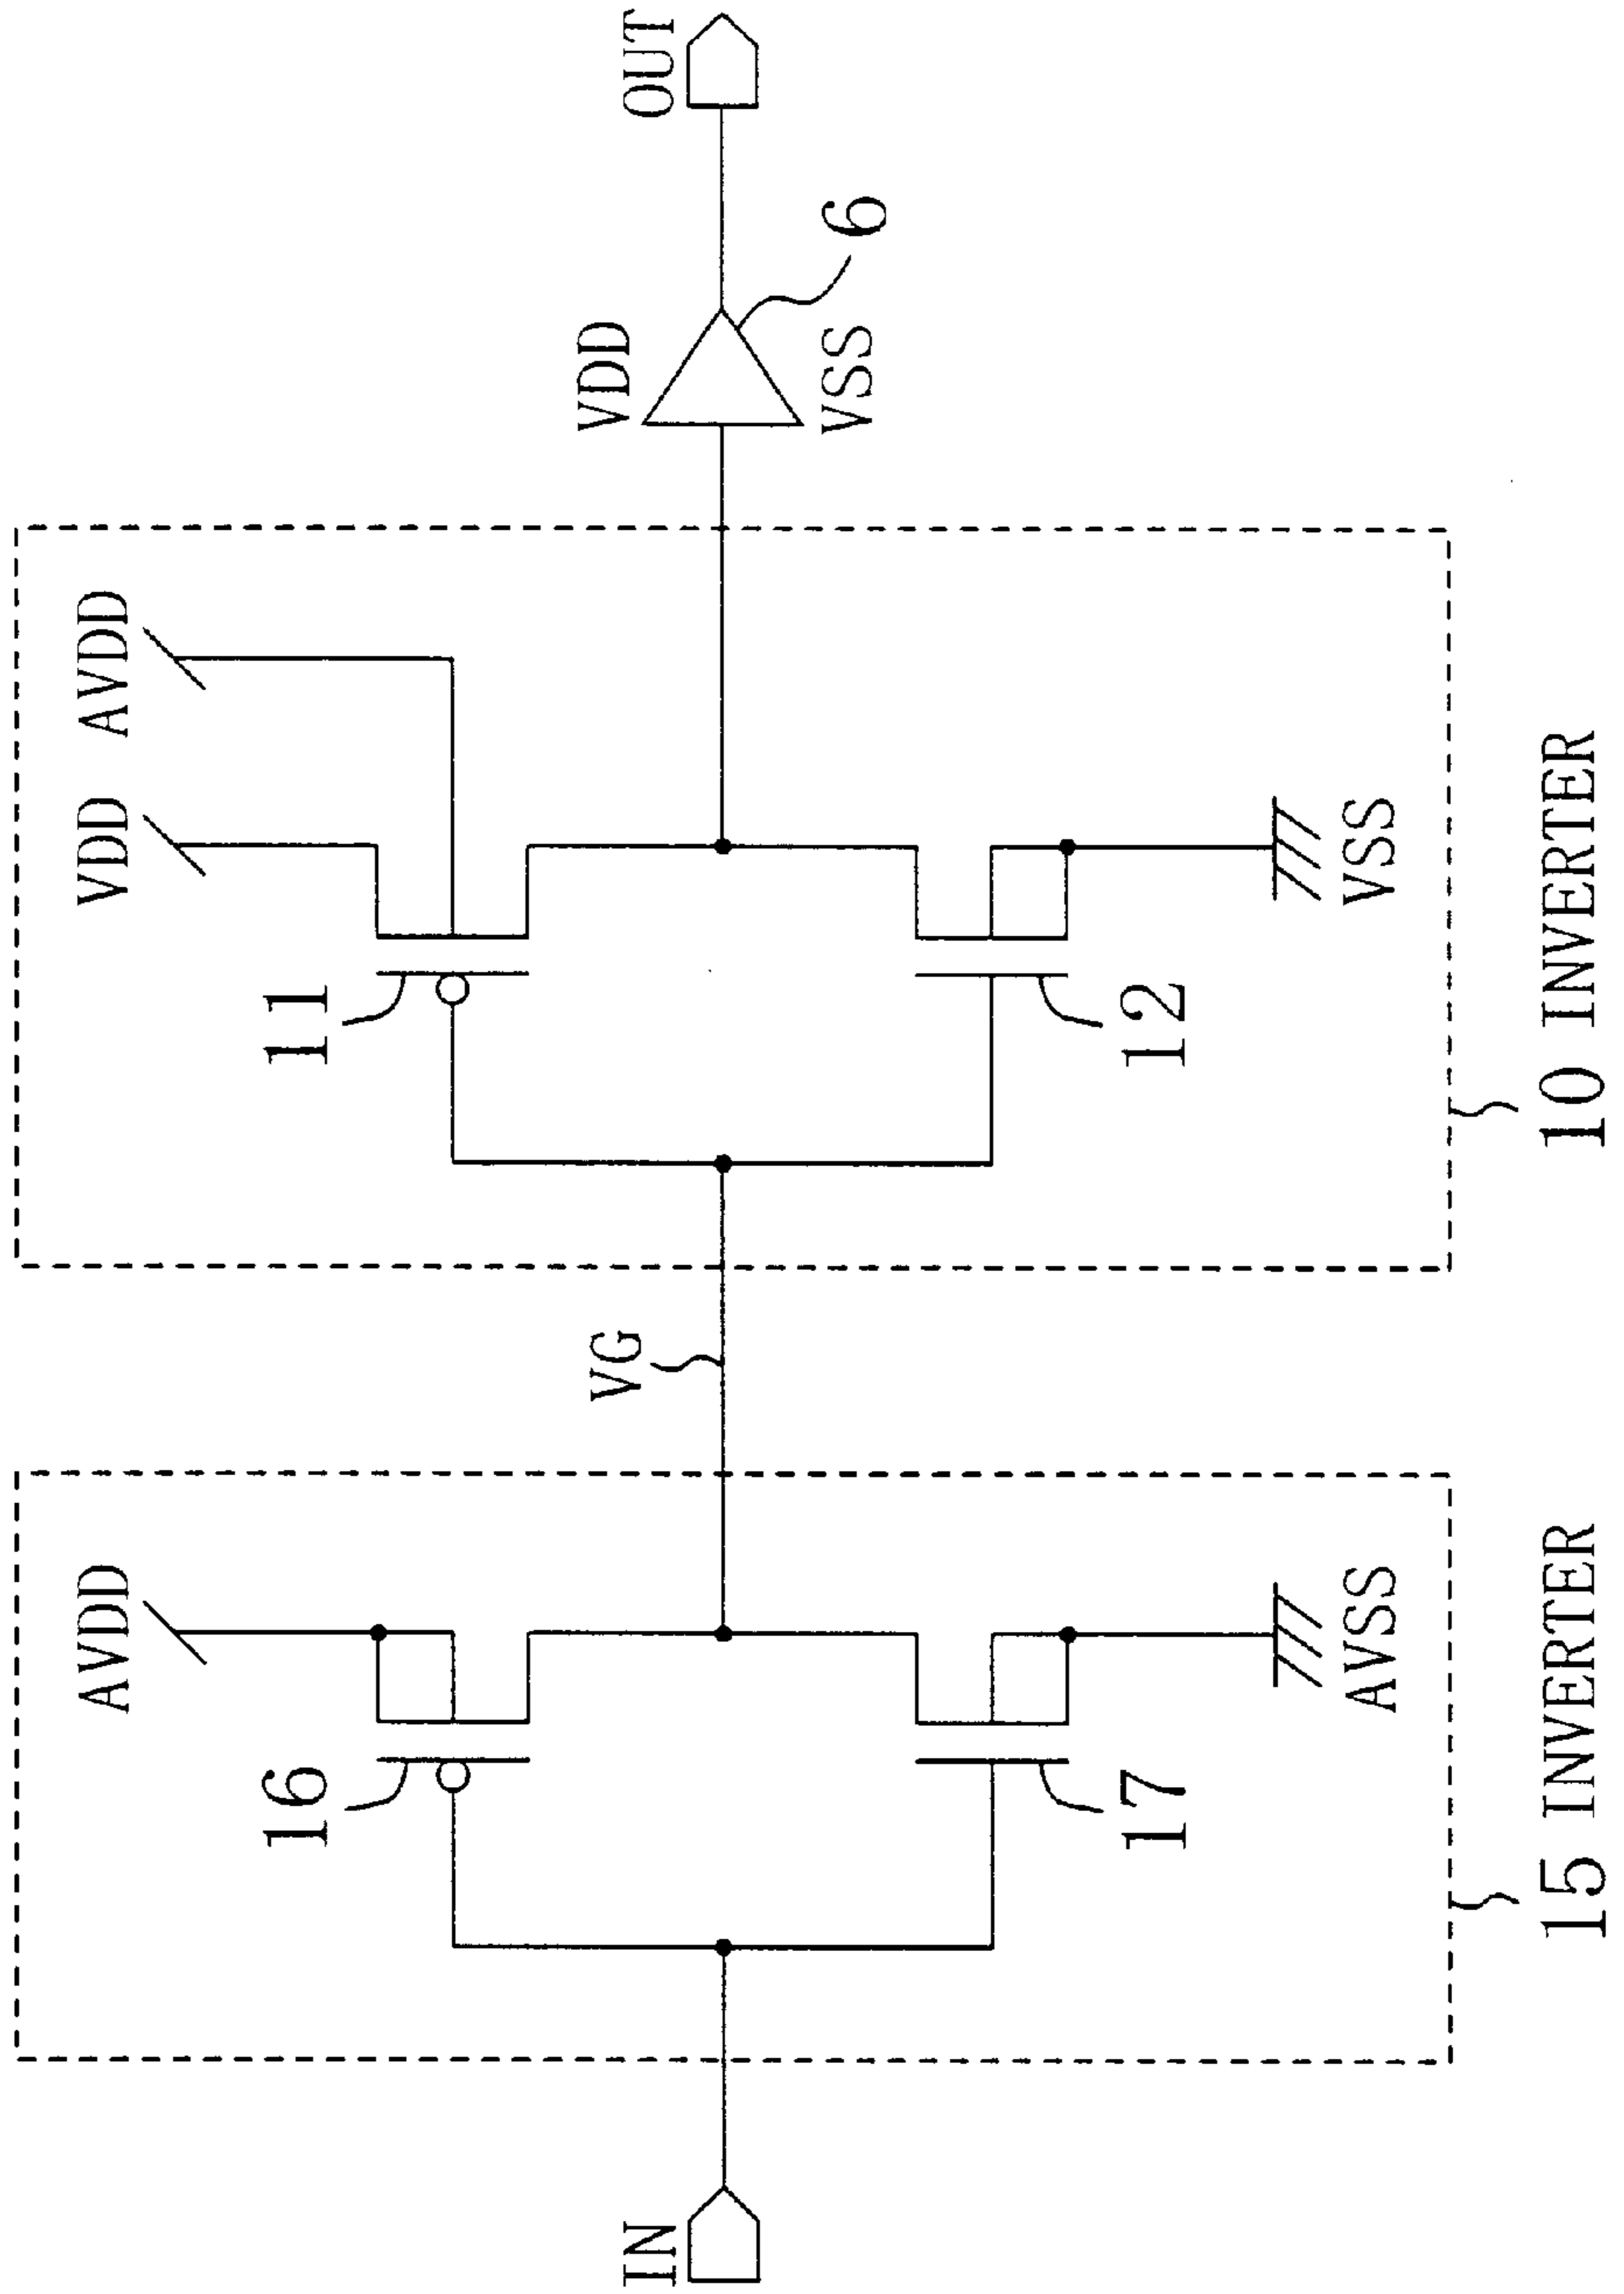 IN
AVDD
16
17
AVSS
15 INVERTER
VG
VDD AVDD
11
12
VSS
10 INVERTER
VDD
VSS
6
OUT